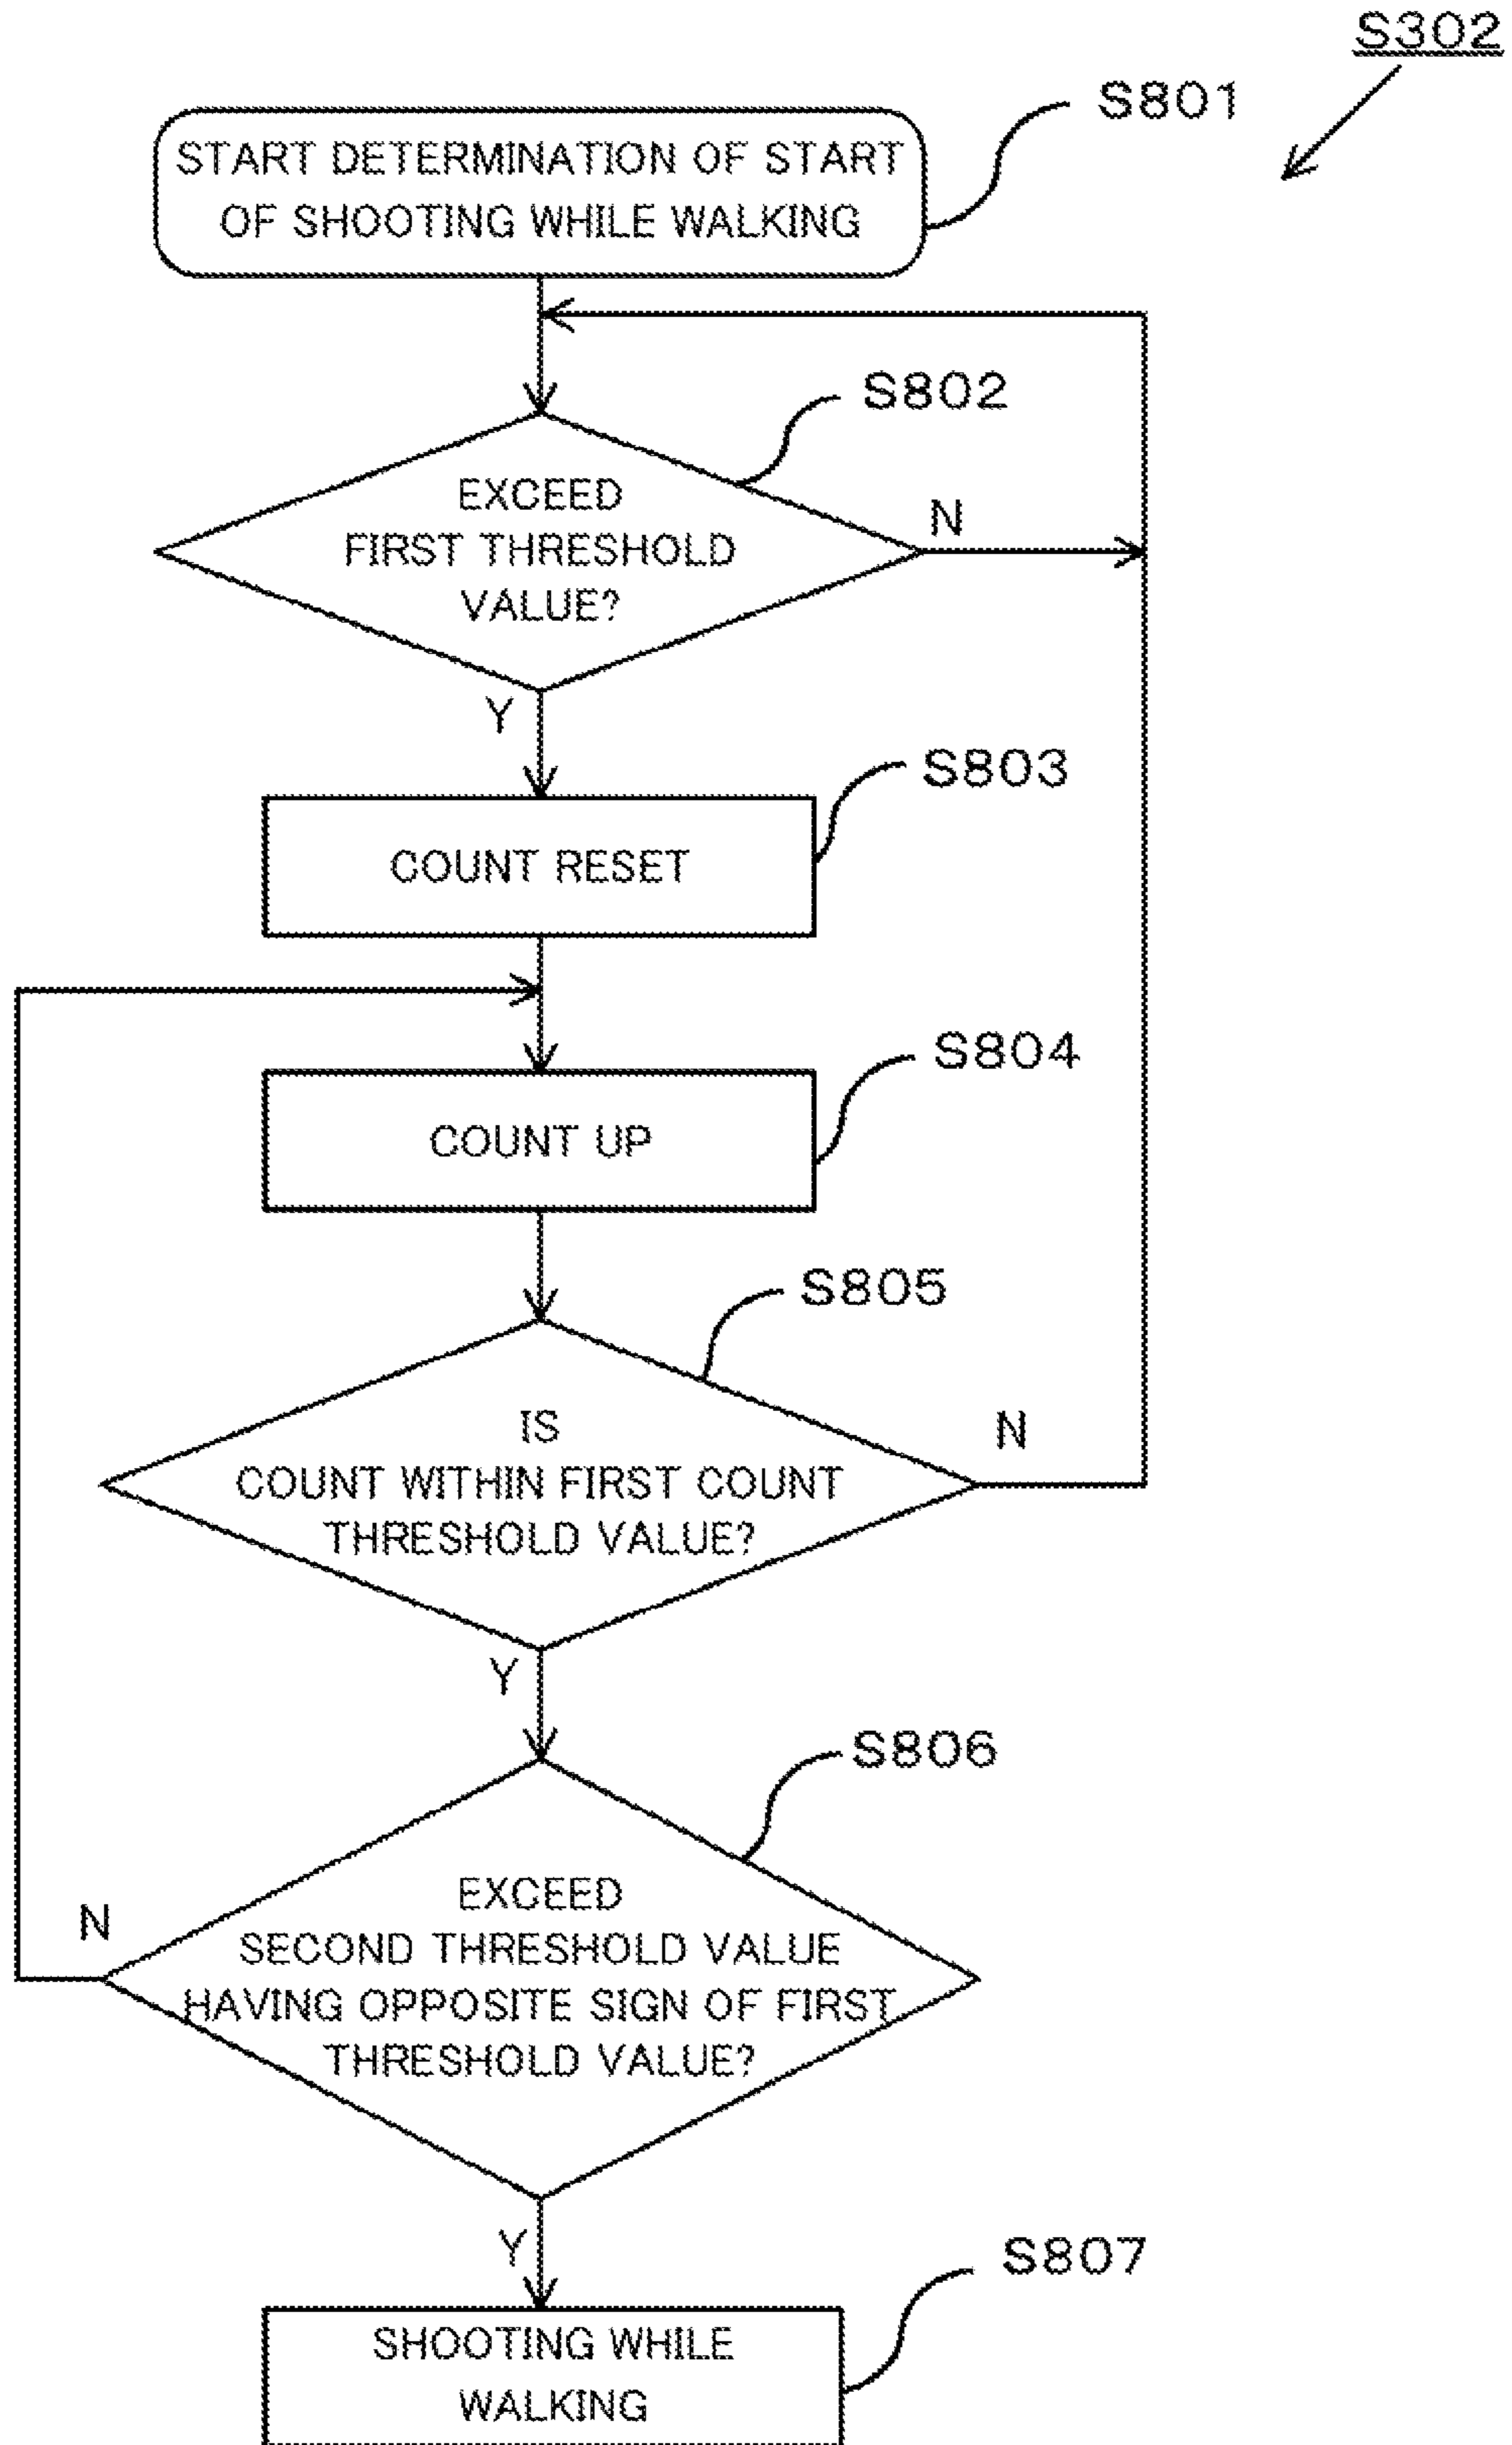 S302
S801
START DETERMINATION OF START
OF SHOOTING WHILE WALKING
S802
EXCEED
FIRST THRESHOLD
VALUE?
N
Y
S803
COUNT RESET
S804
COUNT UP
S805
IS
COUNT WITHIN FIRST COUNT
THRESHOLD VALUE?
N
Y
S806
EXCEED
SECOND THRESHOLD VALUE
HAVING OPPOSITE SIGN OF FIRST
THRESHOLD VALUE?
N
Y
S807
SHOOTING WHILE
WALKING